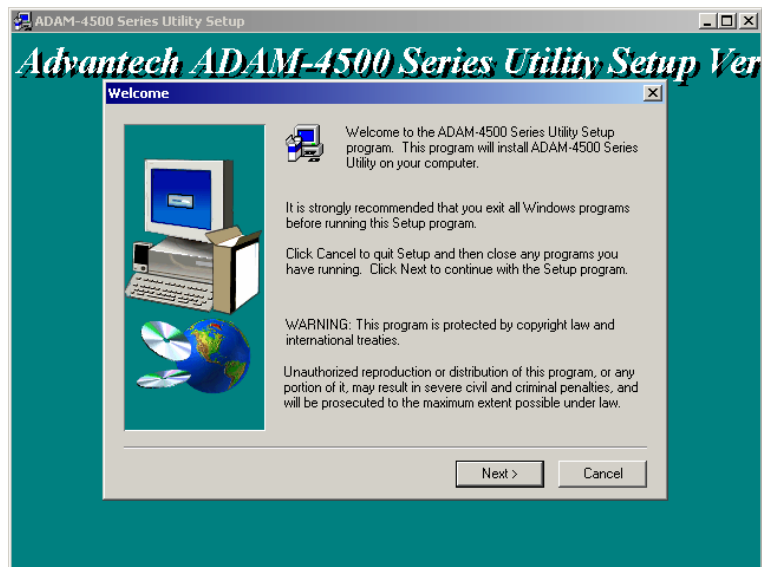 ADAM-4500 Series Utility Setup
Advantech ADAM-4500 Series Utility Setup Ver
Welcome
Welcome to the ADAM-4500 Series Utility Setup
program. This program will install ADAM-4500 Series
Utility on your computer.
It is strongly recommended that you exit all Windows programs
before running this Setup program.
Click Cancel to quit Setup and then close any programs you
have running. Click Next to continue with the Setup program.
WARNING: This program is protected by copyright law and
international treaties.
Unauthorized reproduction or distribution of this program, or any
portion of it, may result in severe civil and criminal penalties, and
will be prosecuted to the maximum extent possible under law.
Next >
Cancel